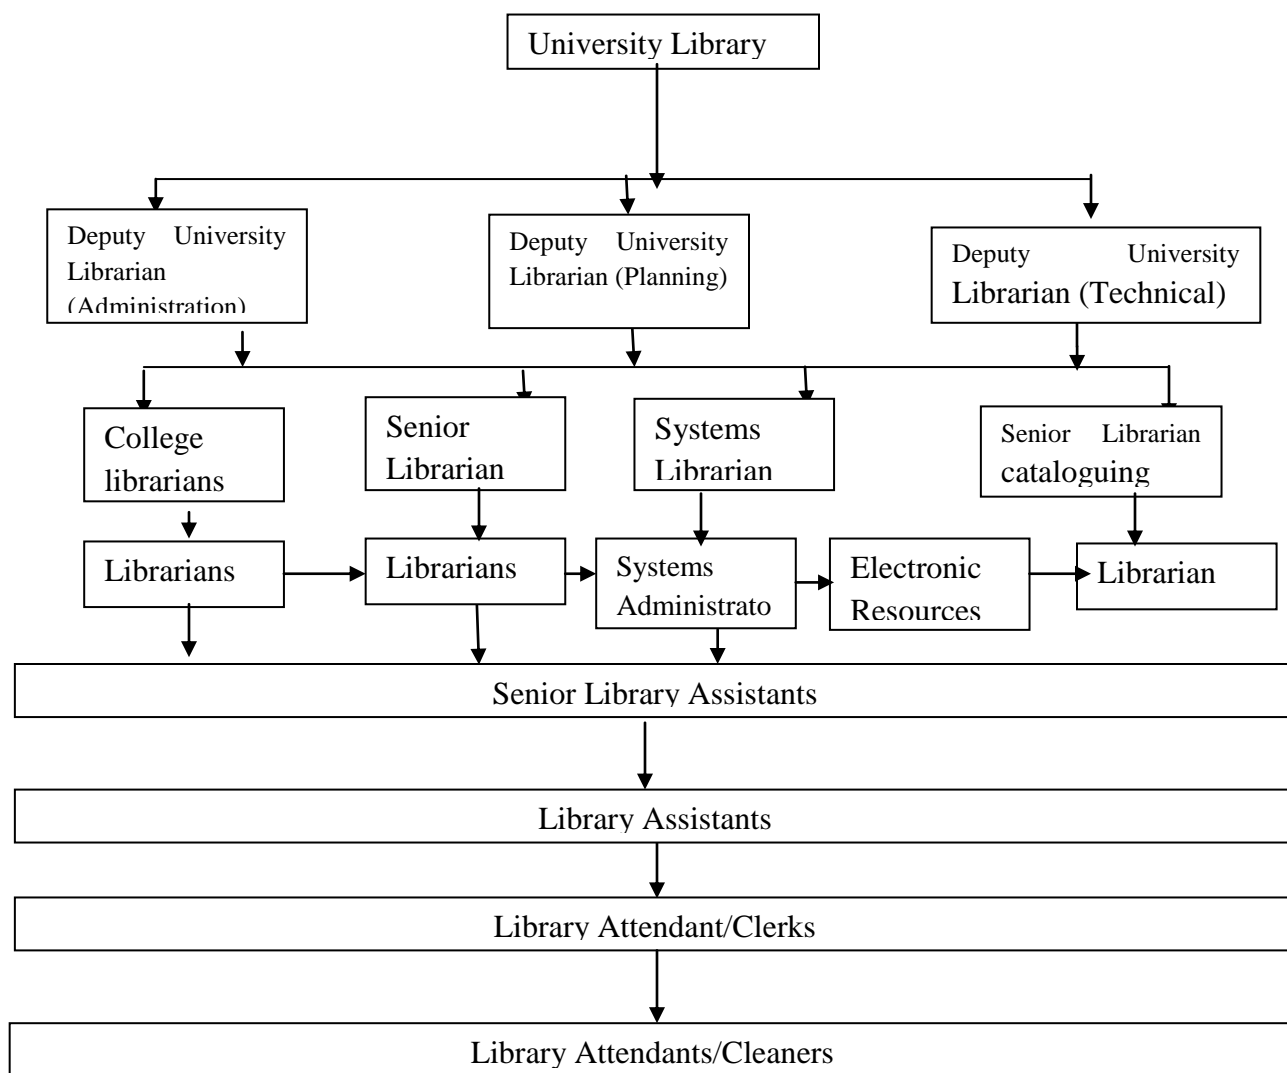 University Library
Deputy University
Librarian
(Administration)
Deputy University
Librarian (Planning)
Deputy University
Librarian (Technical)
College
librarians
Senior
Librarian
Systems
Librarian
Senior Librarian
cataloguing
Librarians
Librarians
Systems
Administrato
Electronic
Resources
Librarian
Senior Library Assistants
Library Assistants
Library Attendant/Clerks
Library Attendants/Cleaners